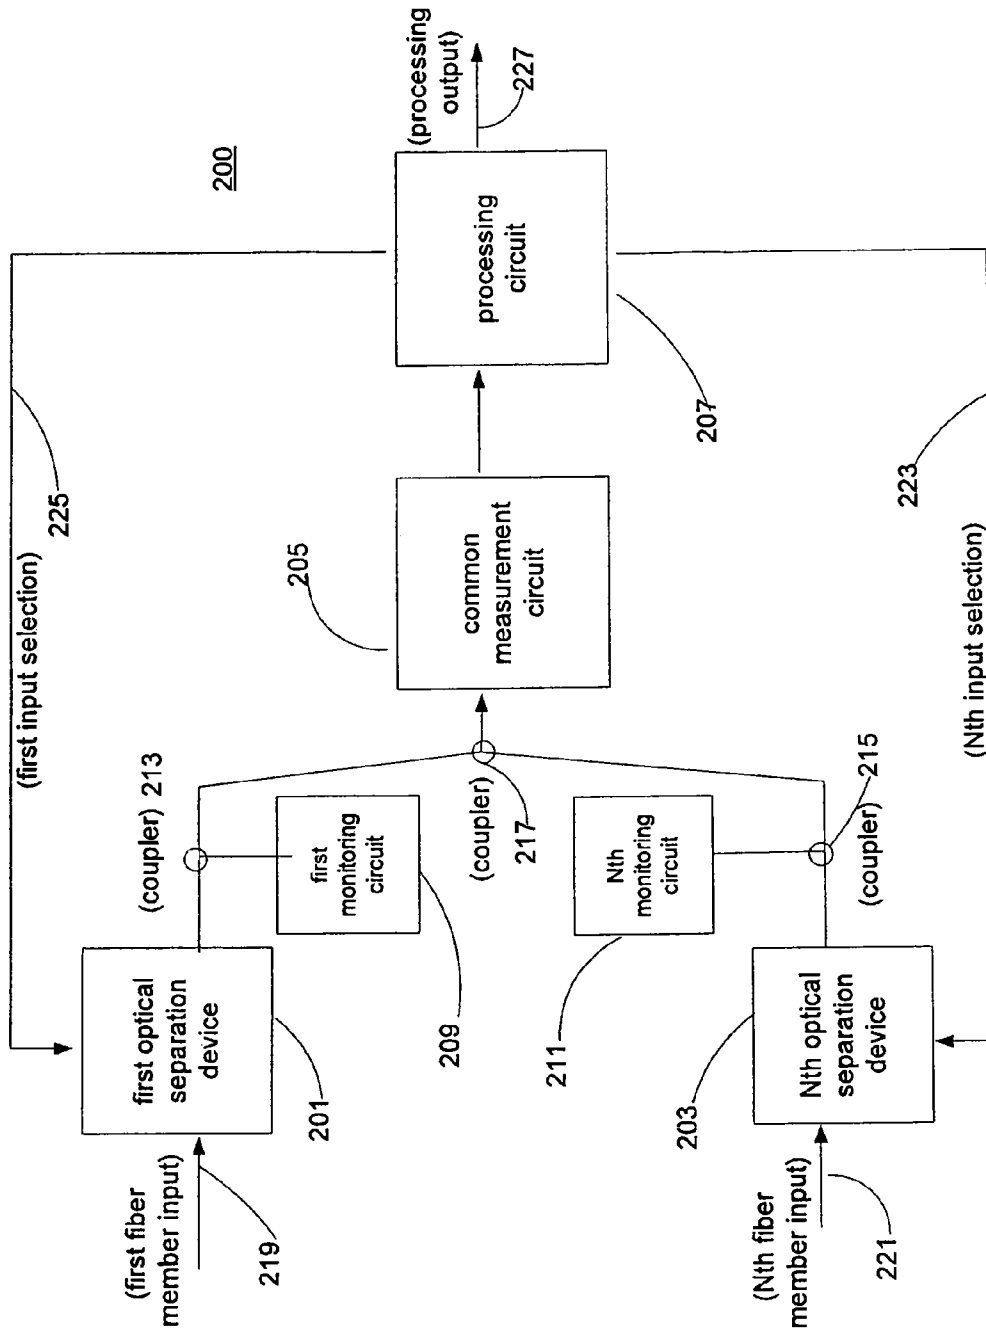 200
(first input selection)
225
(first fiber
member input)
219
first optical
separation
device
201
(coupler) 213
first
monitoring
circuit
209
(coupler)
217
205
common
measurement
circuit
processing
circuit
207
(processing
output)
227
Nth
monitoring
circuit
211
215
(coupler)
(Nth fiber
member input)
221
Nth optical
separation
device
203
(Nth input selection)
223